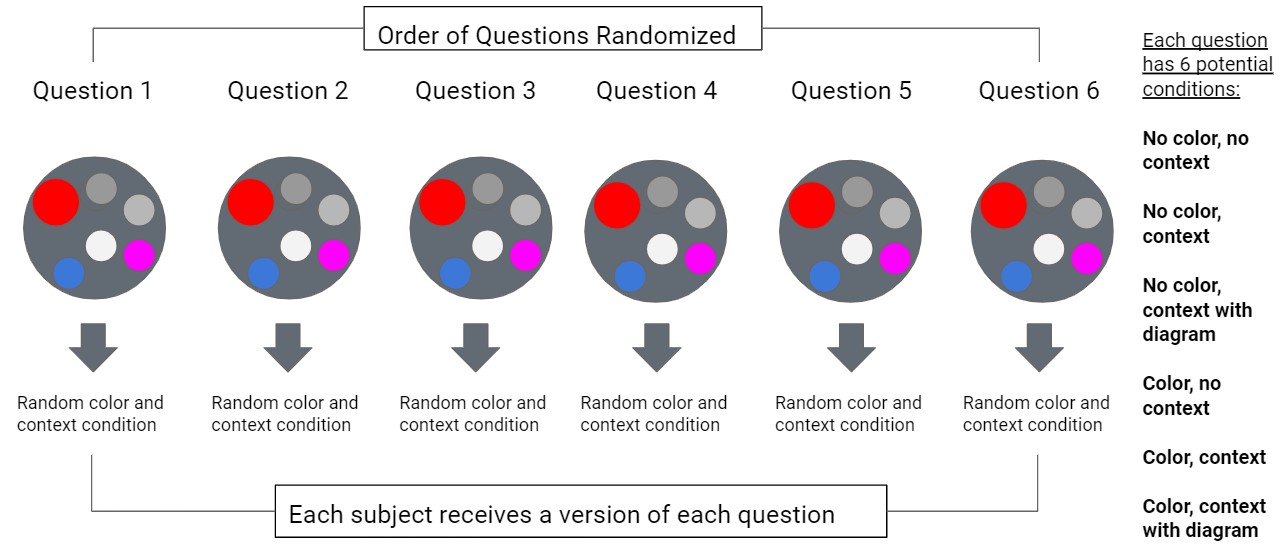 Order of Questions Randomized
Question 1
Question 2
Question 3
Question 4
Question 5
Question 6
Random color and
context condition
Random color and
context condition
Random color and
context condition
Random color and
context condition
Random color and
context condition
Random color and
context condition
Each subject receives a version of each question
Each question
has 6 potential
conditions:
No color, no
context
No color,
context
No color,
context with
diagram
Color, no
context
Color, context
Color, context
with diagram